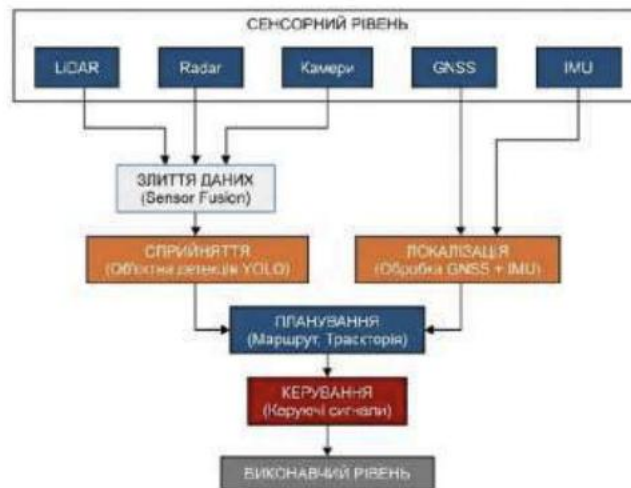 СЕНСОРНИЙ РІВЕНЬ
LiDAR
Radar
Камери
GNSS
IMU
ЗЛИТТЯ ДАНИХ
(Sensor Fusion)
СПРИЙНЯТТЯ
(Об'єктна детекція YOLO)
ЛОКАЛІЗАЦІЯ
(Обробка GNSS + IMU)
ПЛАНУВАННЯ
(Маршрут, Траєкторія)
КЕРУВАННЯ
(Керуючі сигнали)
ВИКОНАВЧИЙ РІВЕНЬ